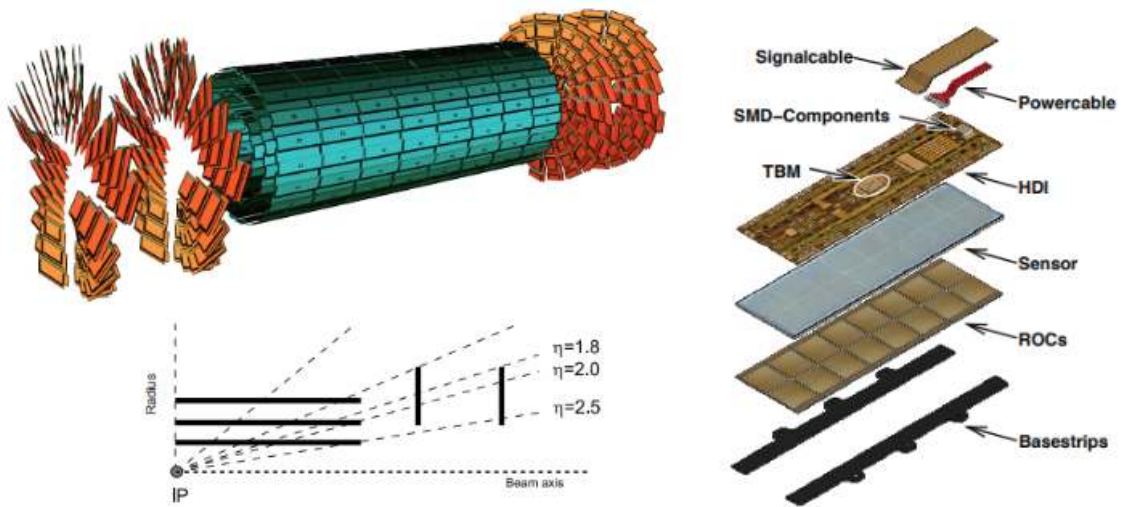 Signalcable
Powercable
SMD-Components
TBM
HDI
Sensor
ROCs
Basestrips
Radius
η=1.8
η=2.0
η=2.5
Beam axis
IP